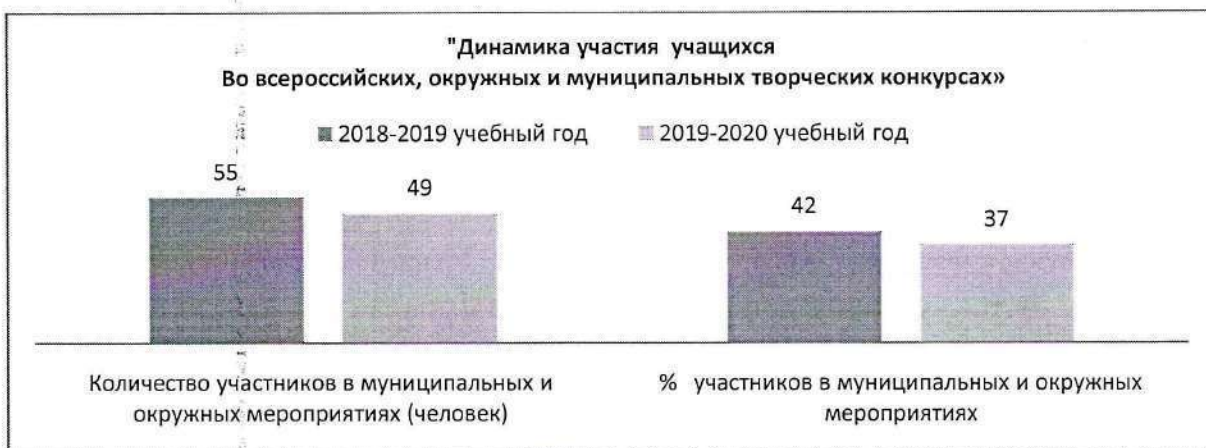 "Динамика участия учащихся
Во всероссийских, окружных и муниципальных творческих конкурсах»
2018-2019 учебный год 2019-2020 учебный год
55 49 42 37
Количество участников в муниципальных и
окружных мероприятиях (человек)
% участников в муниципальных и окружных
мероприятиях